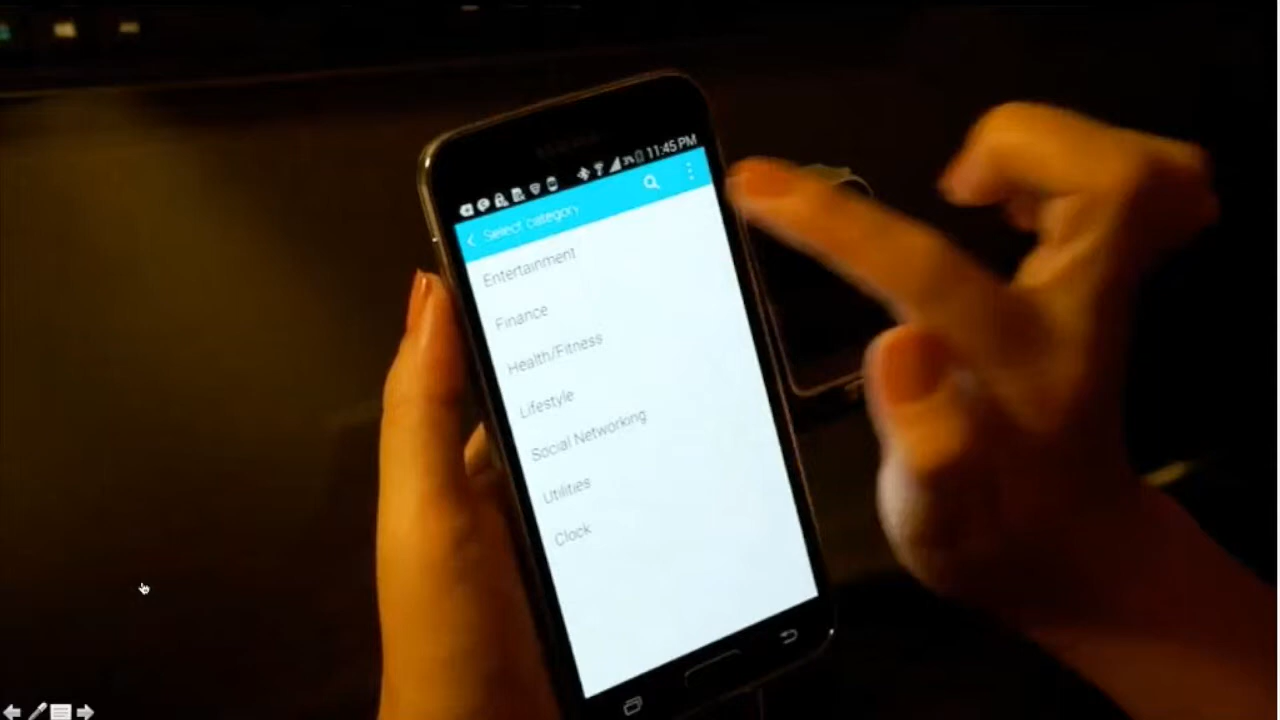 11:45 PM
Select category
Entertainment
Finance
Health/Fitness
Lifestyle
Social Networking
Utilities
Clock